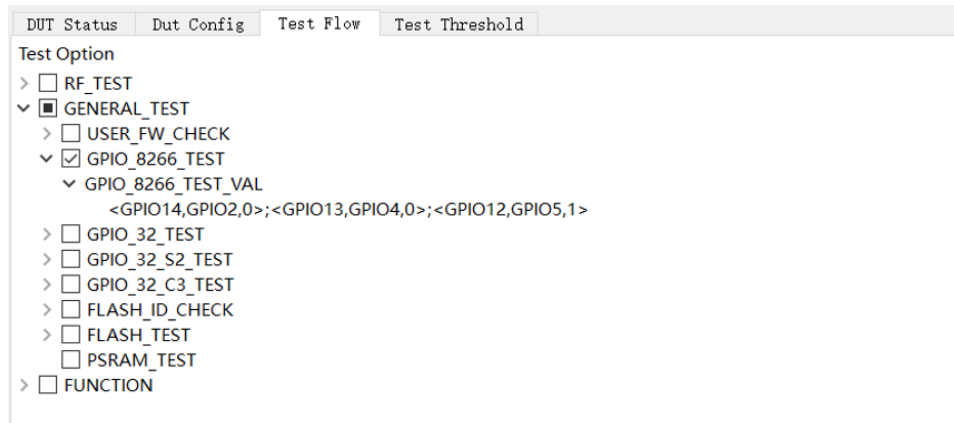 DUT Status Dut Config Test Flow Test Threshold
Test Option
RF_TEST
GENERAL_TEST
USER_FW_CHECK
GPIO_8266_TEST
GPIO_8266_TEST_VAL
<GPIO14,GPIO2,0>;<GPIO13,GPIO4,0>;<GPIO12,GPIO5,1>
GPIO_32_TEST
GPIO_32_S2_TEST
GPIO_32_C3_TEST
FLASH_ID_CHECK
FLASH_TEST
PSRAM_TEST
FUNCTION